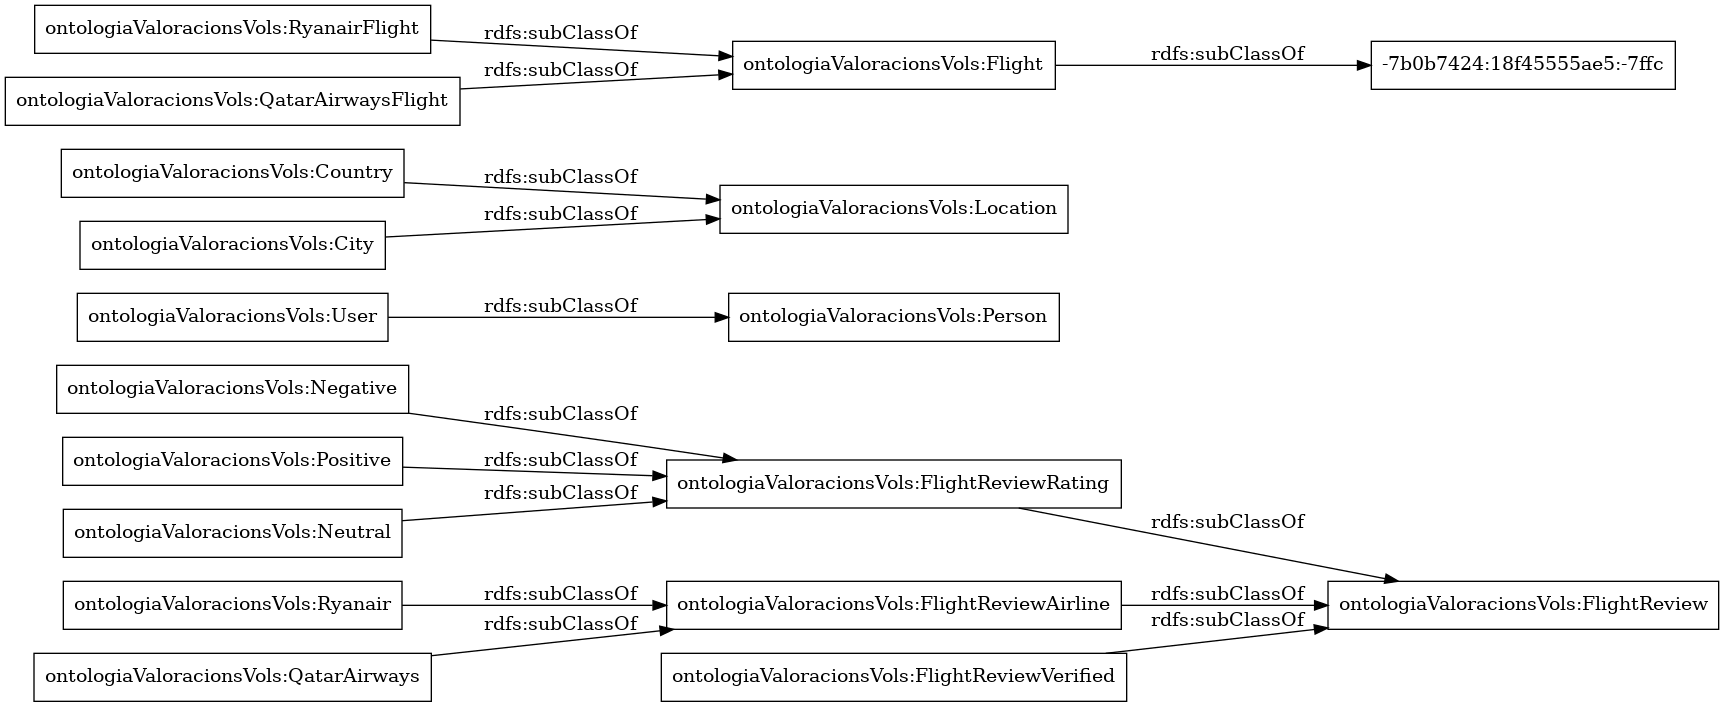 ontologiaValoracionsVols:RyanairFlight
rdfs:subClassOf
ontologiaValoracionsVols:QatarAirwaysFlight
rdfs:subClassOf
ontologiaValoracionsVols:Flight
rdfs:subClassOf
-7b0b7424:18f45555ae5:-7ffc
ontologiaValoracionsVols:Country
rdfs:subClassOf
ontologiaValoracionsVols:City
rdfs:subClassOf
ontologiaValoracionsVols:Location
ontologiaValoracionsVols:User
rdfs:subClassOf
ontologiaValoracionsVols:Person
ontologiaValoracionsVols:Negative
rdfs:subClassOf
ontologiaValoracionsVols:Positive
rdfs:subClassOf
ontologiaValoracionsVols:Neutral
rdfs:subClassOf
ontologiaValoracionsVols:FlightReviewRating
rdfs:subClassOf
ontologiaValoracionsVols:Ryanair
rdfs:subClassOf
ontologiaValoracionsVols:QatarAirways
rdfs:subClassOf
ontologiaValoracionsVols:FlightReviewAirline
rdfs:subClassOf
ontologiaValoracionsVols:FlightReviewVerified
rdfs:subClassOf
ontologiaValoracionsVols:FlightReview